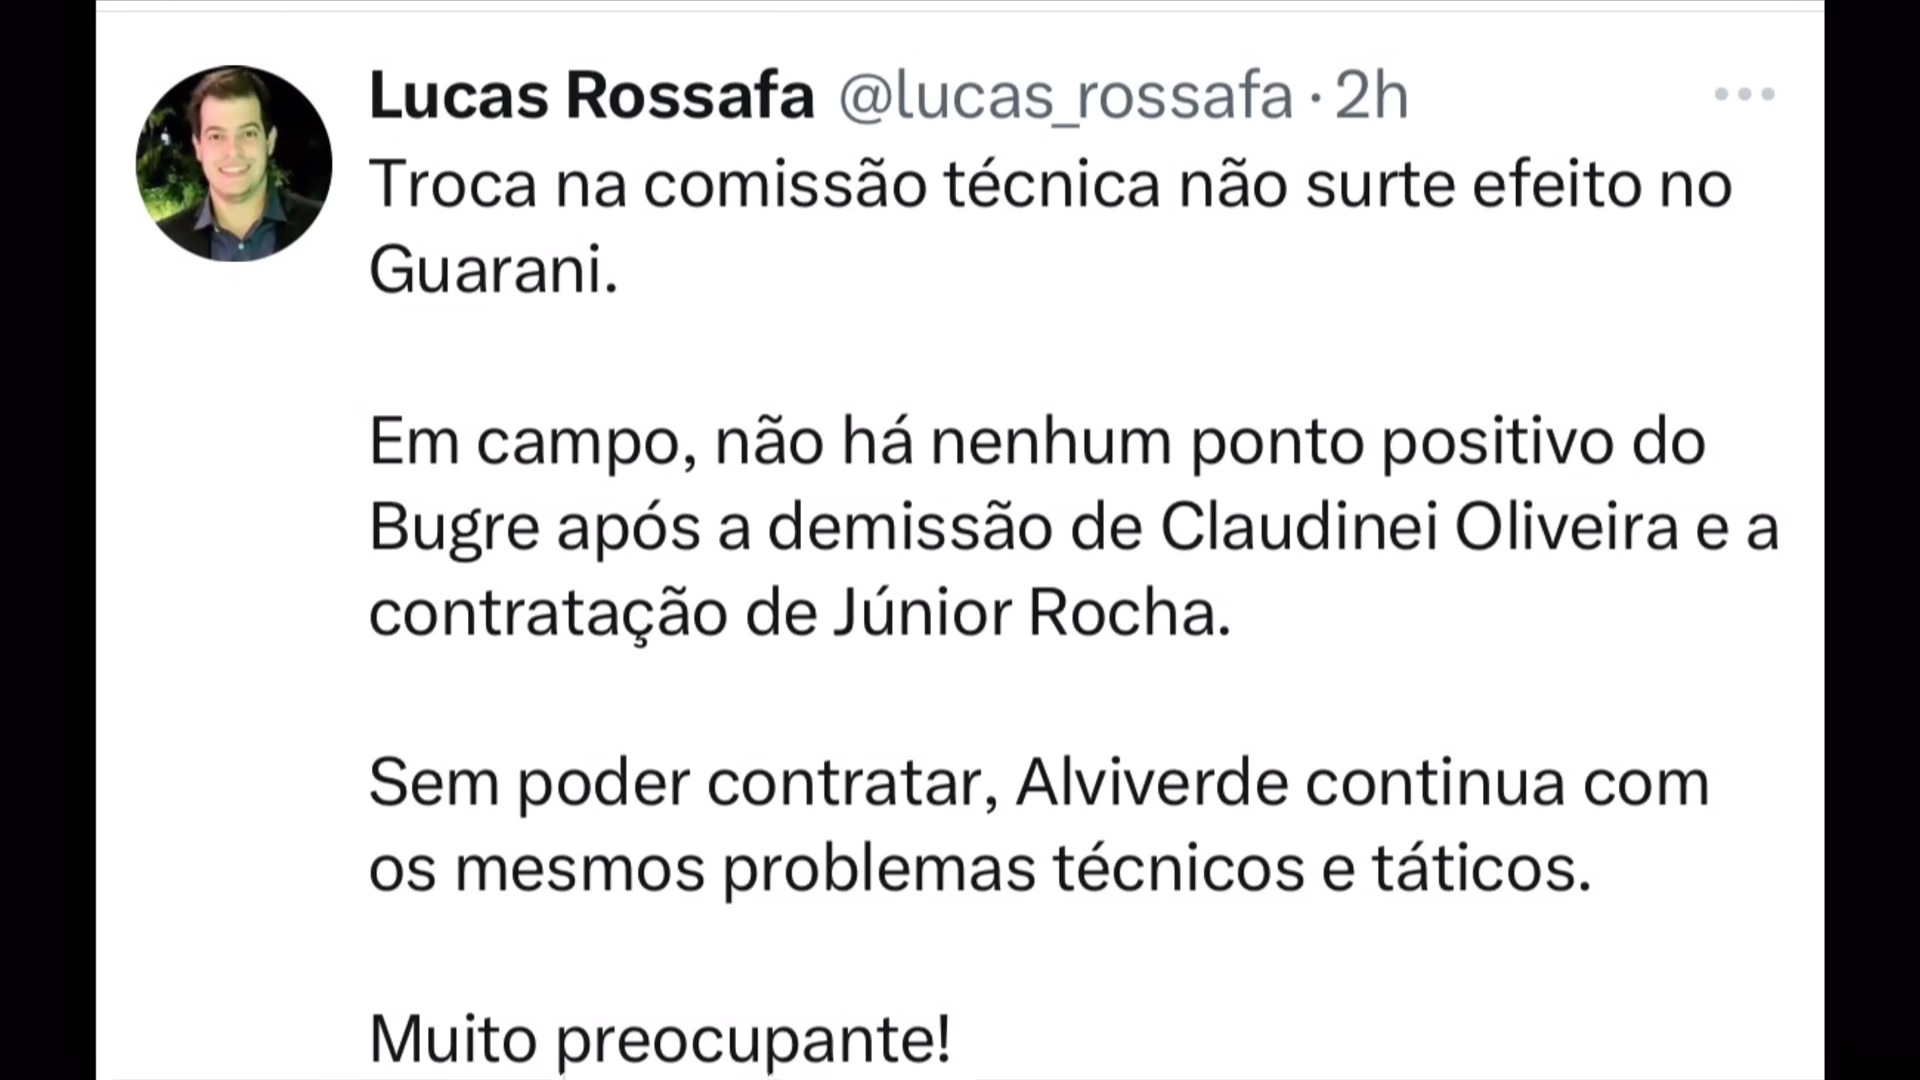 Lucas Rossafa @lucas_rossafa · 2h
Troca na comissão técnica não surte efeito no
Guarani.
Em campo, não há nenhum ponto positivo do
Bugre após a demissão de Claudinei Oliveira e a
contratação de Júnior Rocha.
Sem poder contratar, Alviverde continua com
os mesmos problemas técnicos e táticos.
Muito preocupante!